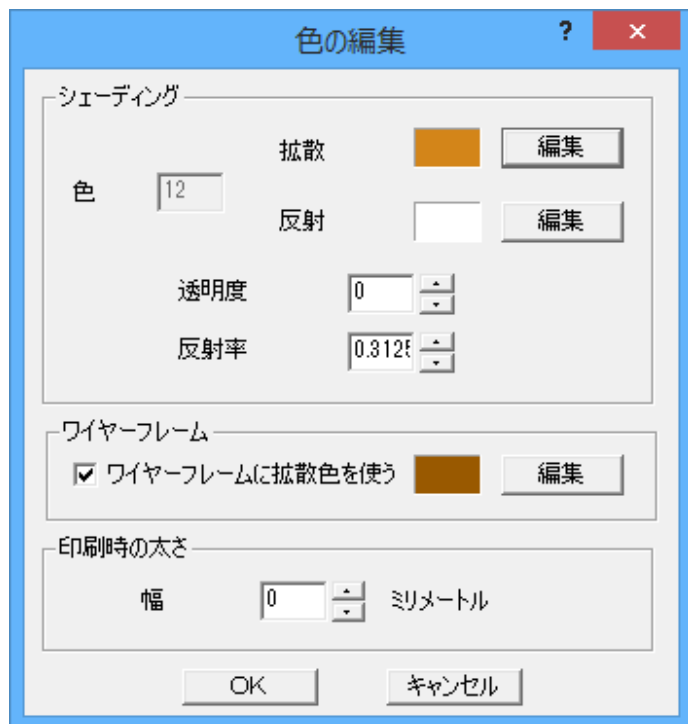 色の編集
?
×
シェーディング
拡散
編集
色
12
反射
編集
透明度
0
反射率
0.3125
ワイヤーフレーム
ワイヤーフレームに拡散色を使う
編集
印刷時の太さ
幅
0
ミリメートル
OK
キャンセル